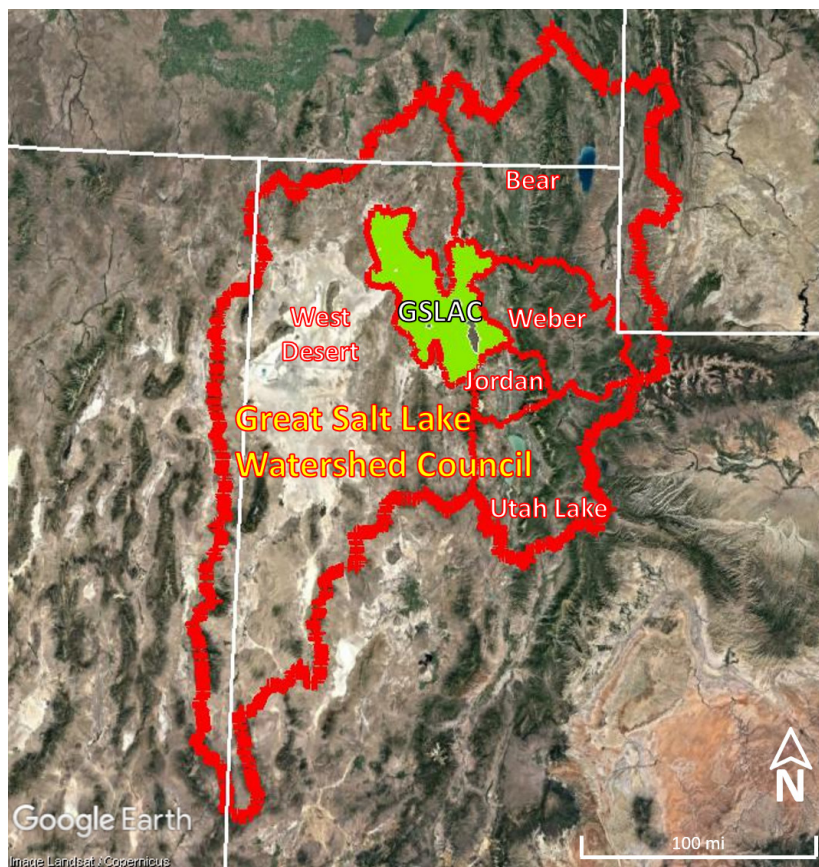 Bear
GSLAC
Weber
West
Desert
Jordan
Great Salt Lake
Watershed Council
Utah Lake
N
Google Earth
100 mi
Image Landsat / Copernicus